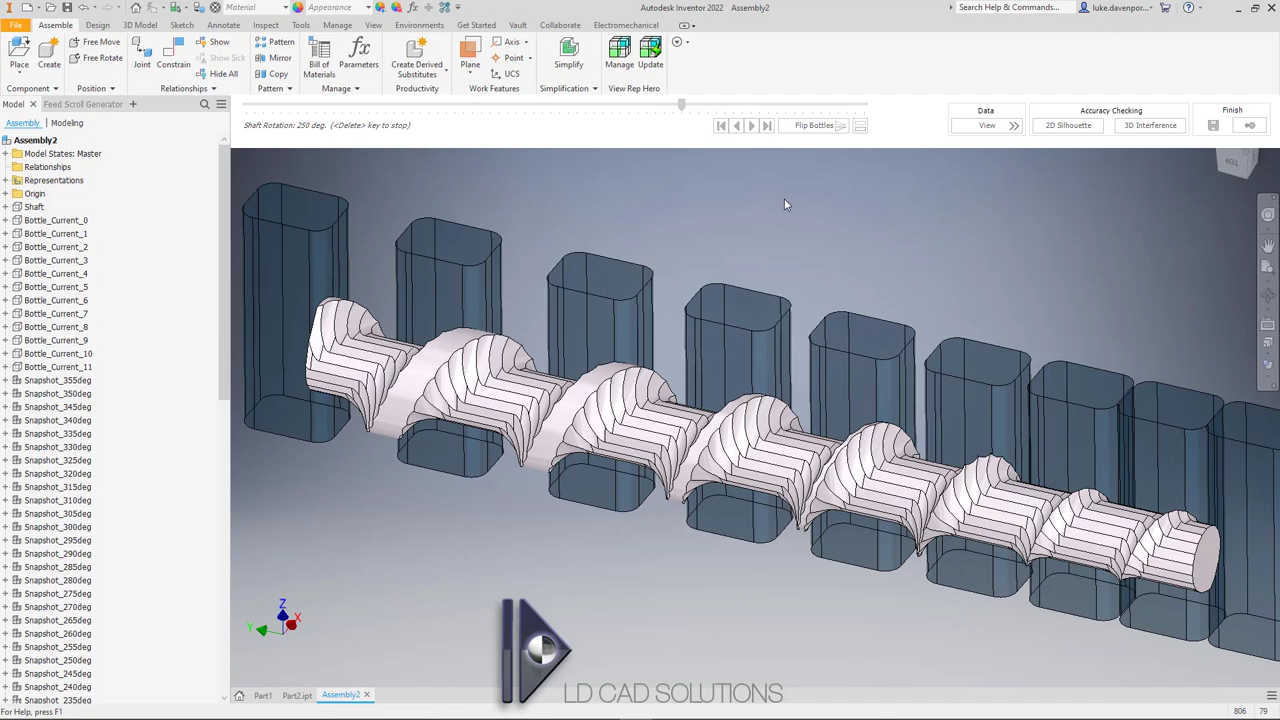 Material
Appearance
Autodesk Inventor 2022 Assembly2
Search Help & Commands...
luke.davenpor...
File
Assemble
Design
3D Model
Sketch
Annotate
Inspect
Tools
Manage
View
Environments
Get Started
Vault
Collaborate
Electromechanical
Place
Create
Component
Free Move
Free Rotate
Position
Joint
Constrain
Show
Show Sick
Hide All
Relationships
Pattern
Mirror
Copy
Pattern
Bill of
Materials
Parameters
Manage
Create Derived
Substitutes
Productivity
Plane
Axis
Point
UCS
Work Features
Simplify
Simplification
Manage
Update
View Rep Hero
Model
Feed Scroll Generator
Assembly
Modeling
Assembly2
Model States: Master
Relationships
Representations
Origin
Shaft
Bottle_Current_0
Bottle_Current_1
Bottle_Current_2
Bottle_Current_3
Bottle_Current_4
Bottle_Current_5
Bottle_Current_6
Bottle_Current_7
Bottle_Current_8
Bottle_Current_9
Bottle_Current_10
Bottle_Current_11
Snapshot_355deg
Snapshot_350deg
Snapshot_345deg
Snapshot_340deg
Snapshot_335deg
Snapshot_330deg
Snapshot_325deg
Snapshot_320deg
Snapshot_315deg
Snapshot_310deg
Snapshot_305deg
Snapshot_300deg
Snapshot_295deg
Snapshot_290deg
Snapshot_285deg
Snapshot_280deg
Snapshot_275deg
Snapshot_270deg
Snapshot_265deg
Snapshot_260deg
Snapshot_255deg
Snapshot_250deg
Snapshot_245deg
Snapshot_240deg
Snapshot_235deg
Shaft Rotation: 250 deg. (<Delete> key to stop)
Flip Bottles
Data
View
Accuracy Checking
2D Silhouette
3D Interference
Finish
TOP
Z
X
Y
LD CAD SOLUTIONS
Part1
Part2.ipt
Assembly2
For Help, press F1
806
79